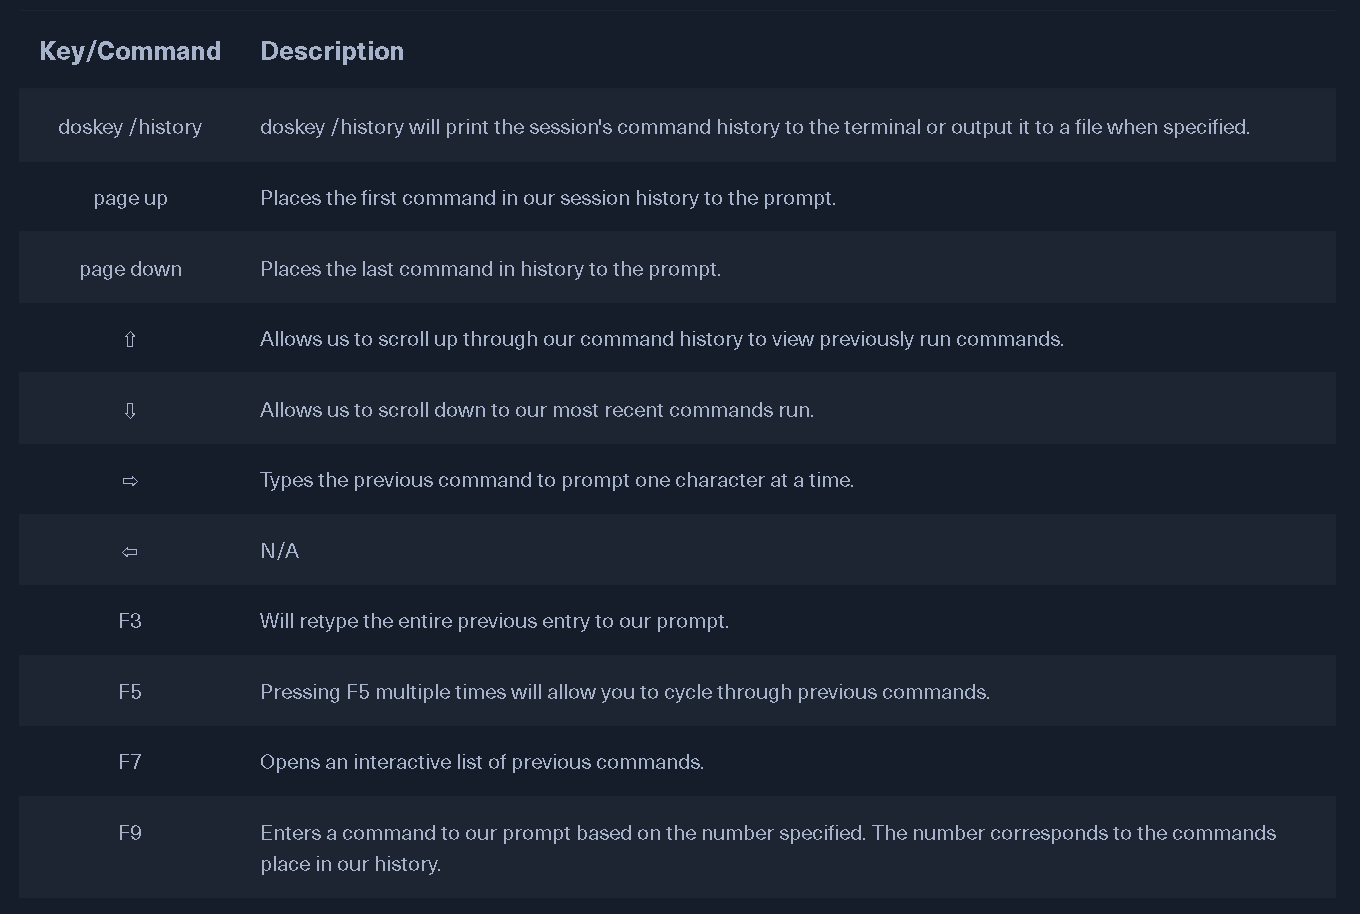 Key/Command Description
doskey /history doskey /history will print the session's command history to the terminal or output it to a file when specified.
page up Places the first command in our session history to the prompt.
page down Places the last command in history to the prompt.
⇧ Allows us to scroll up through our command history to view previously run commands.
⇩ Allows us to scroll down to our most recent commands run.
⇨ Types the previous command to prompt one character at a time.
⇦ N/A
F3 Will retype the entire previous entry to our prompt.
F5 Pressing F5 multiple times will allow you to cycle through previous commands.
F7 Opens an interactive list of previous commands.
F9 Enters a command to our prompt based on the number specified. The number corresponds to the commands
place in our history.